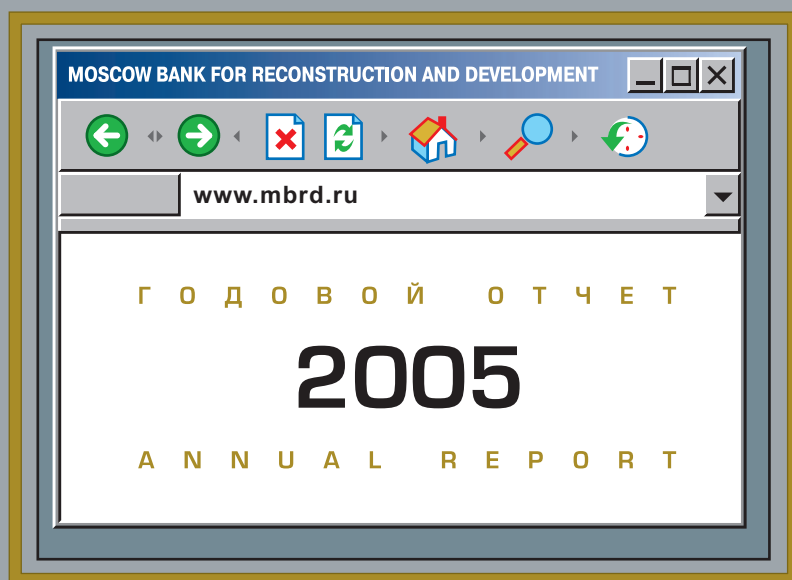 MOSCOW BANK FOR RECONSTRUCTION AND DEVELOPMENT
www.mbrd.ru
ГОДОВОЙ ОТЧЕТ
2005
ANNUAL REPORT